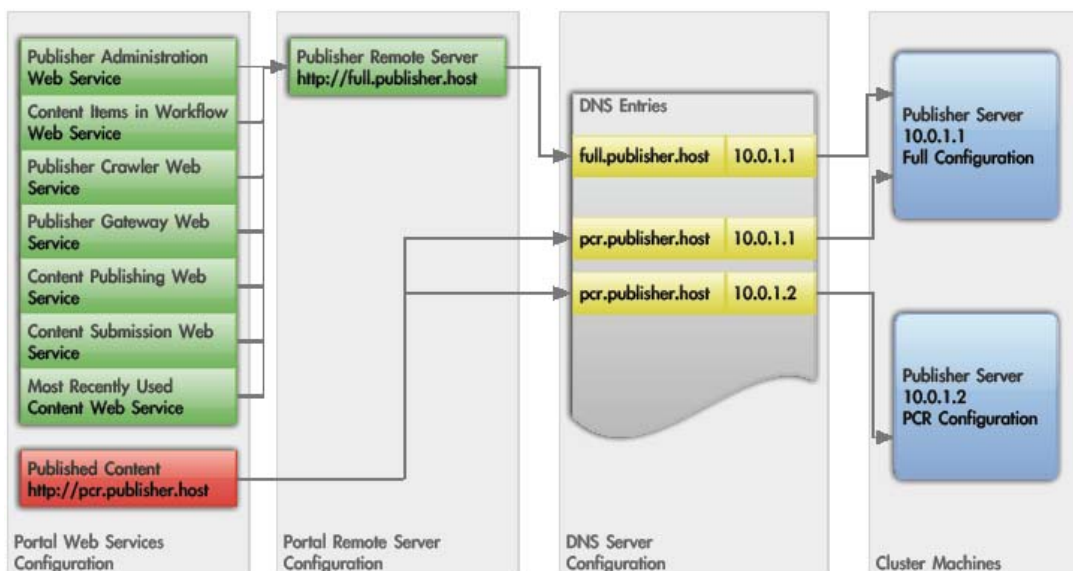 Publisher Administration
Web Service
Content Items in Workflow
Web Service
Publisher Crawler Web
Service
Publisher Gateway Web
Service
Content Publishing Web
Service
Content Submission Web
Service
Most Recently Used
Content Web Service
Published Content
http://pcr.publisher.host
Portal Web Services
Configuration
Publisher Remote Server
http://full.publisher.host
Portal Remote Server
Configuration
DNS Entries
full.publisher.host 10.0.1.1
pcr.publisher.host 10.0.1.1
pcr.publisher.host 10.0.1.2
DNS Server
Configuration
Publisher Server
10.0.1.1
Full Configuration
Publisher Server
10.0.1.2
PCR Configuration
Cluster Machines